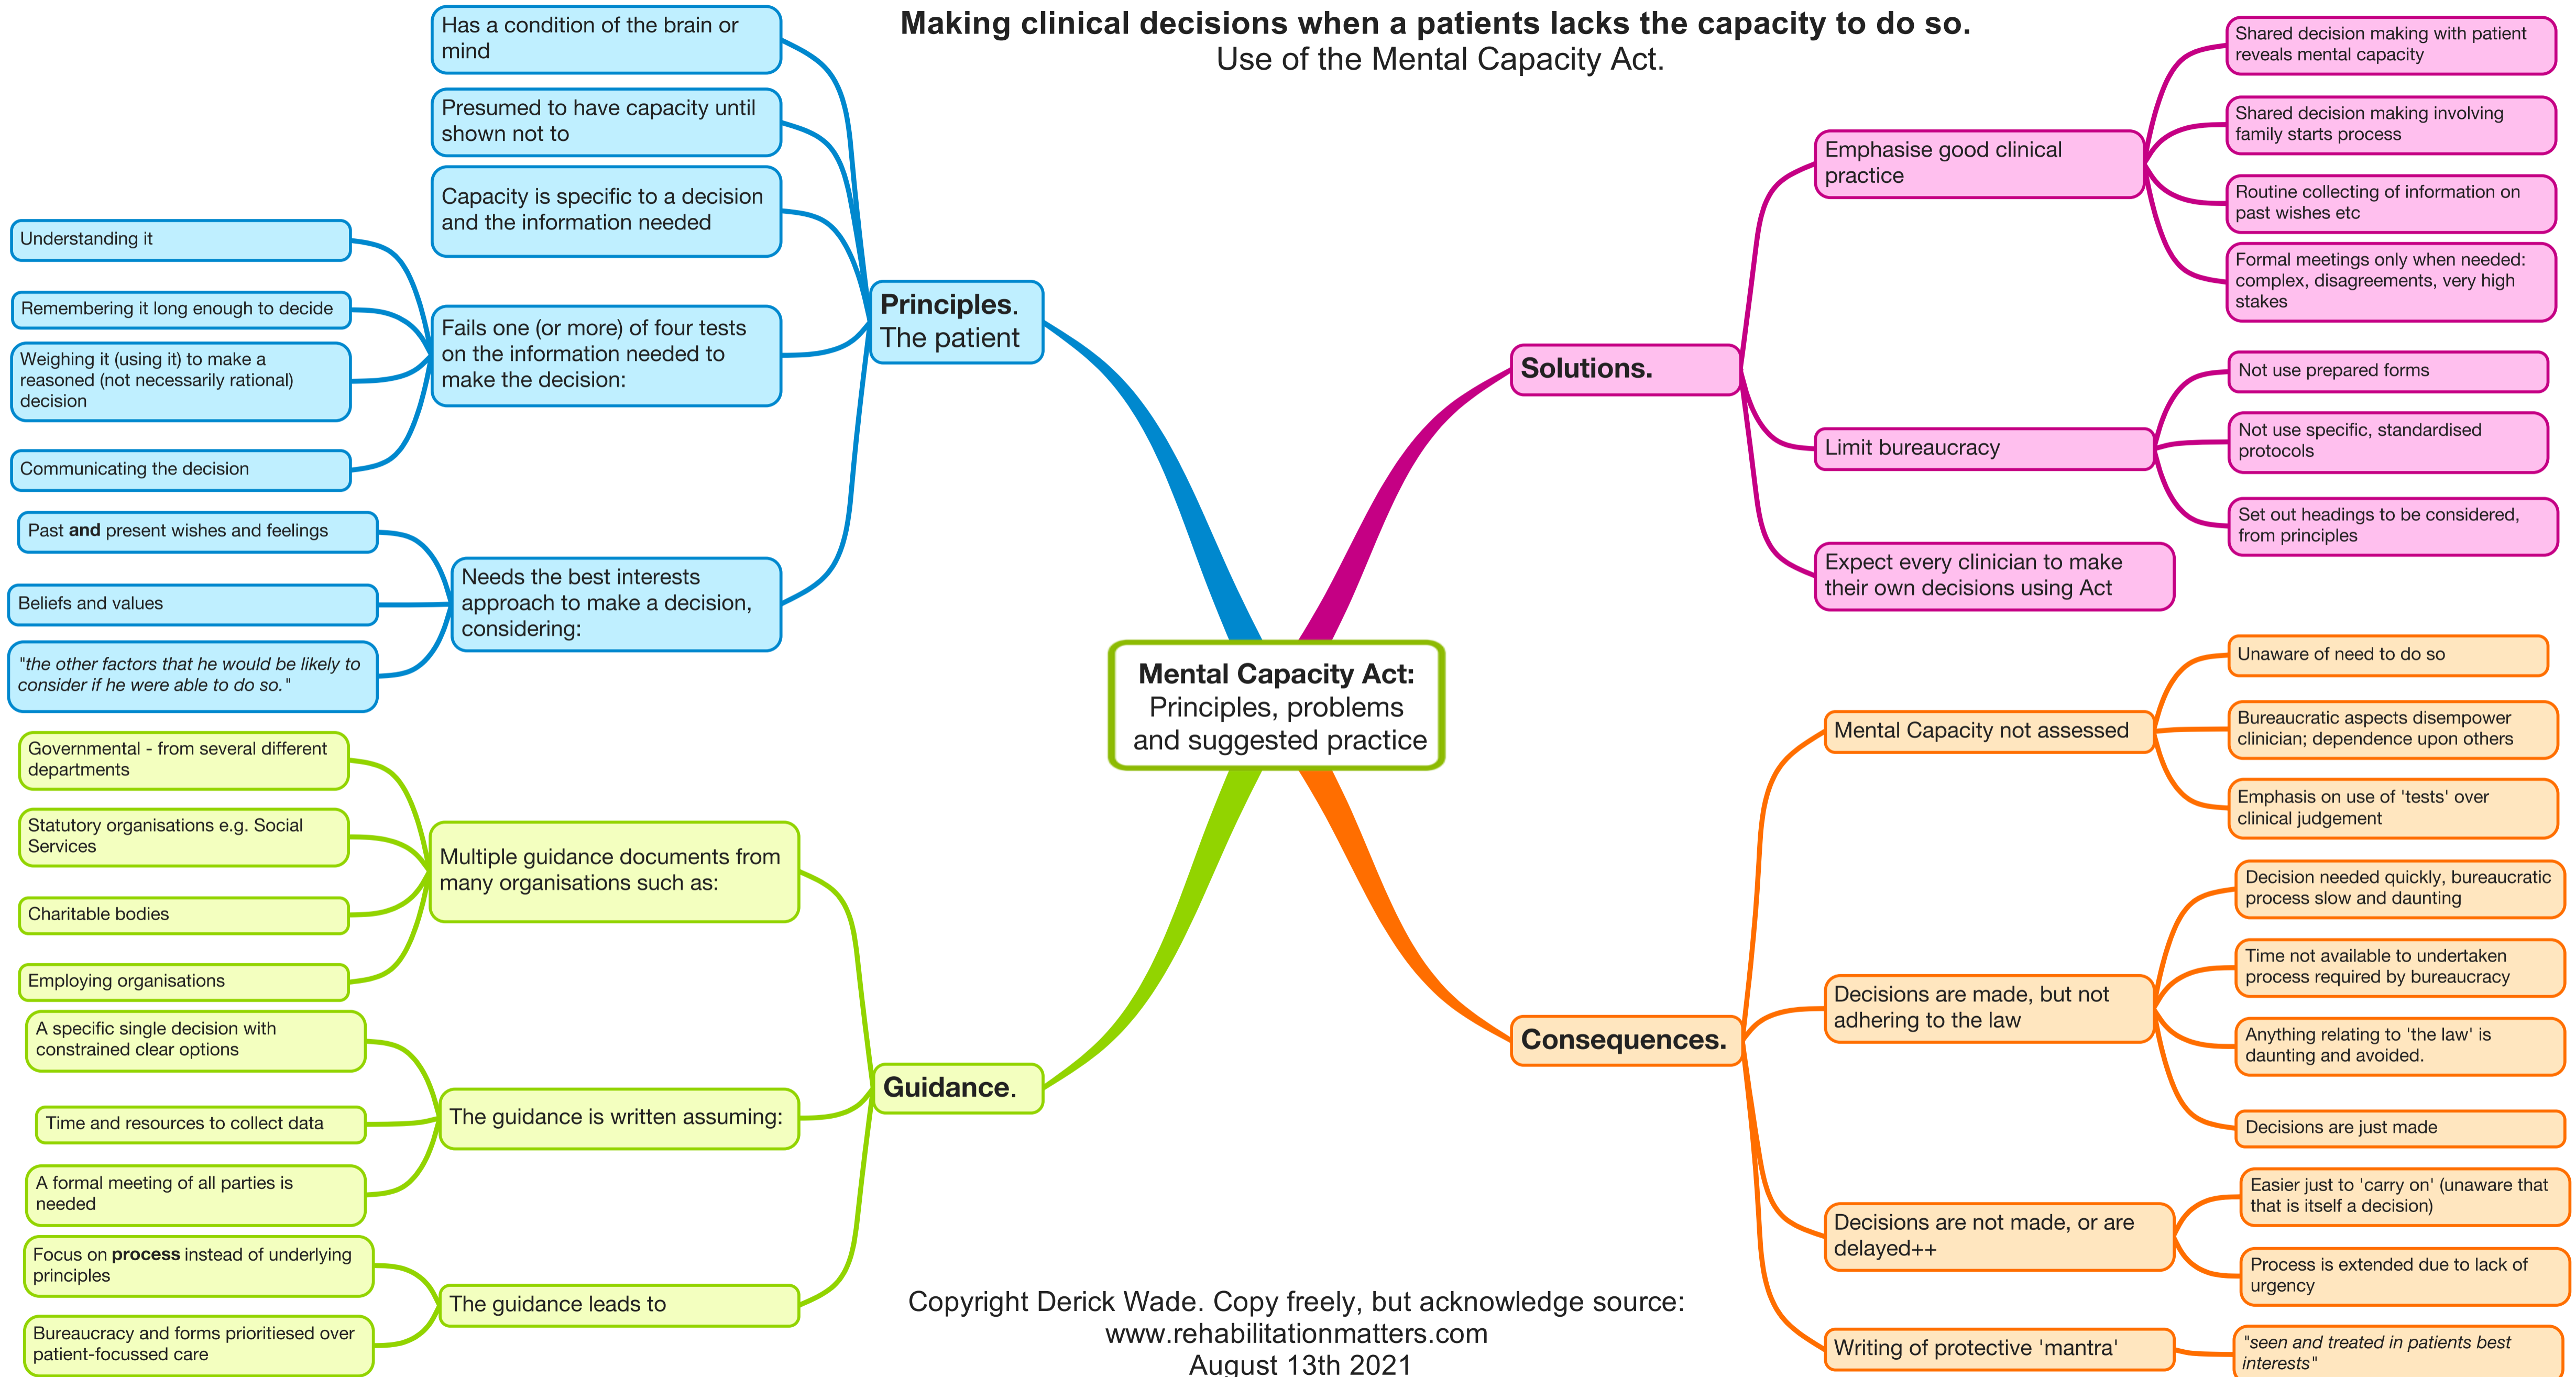 Making clinical decisions when a patients lacks the capacity to do so.
Use of the Mental Capacity Act.
Mental Capacity Act:
Principles, problems
and suggested practice
Principles.
The patient
Has a condition of the brain or
mind
Presumed to have capacity until
shown not to
Capacity is specific to a decision
and the information needed
Fails one (or more) of four tests
on the information needed to
make the decision:
Understanding it
Remembering it long enough to decide
Weighing it (using it) to make a
reasoned (not necessarily rational)
decision
Communicating the decision
Needs the best interests
approach to make a decision,
considering:
Past and present wishes and feelings
Beliefs and values
"the other factors that he would be likely to
consider if he were able to do so."
Guidance.
Multiple guidance documents from
many organisations such as:
Governmental - from several different
departments
Statutory organisations e.g. Social
Services
Charitable bodies
Employing organisations
The guidance is written assuming:
A specific single decision with
constrained clear options
Time and resources to collect data
A formal meeting of all parties is
needed
The guidance leads to
Focus on process instead of underlying
principles
Bureaucracy and forms prioritiesed over
patient-focussed care
Solutions.
Emphasise good clinical
practice
Shared decision making with patient
reveals mental capacity
Shared decision making involving
family starts process
Routine collecting of information on
past wishes etc
Formal meetings only when needed:
complex, disagreements, very high
stakes
Limit bureaucracy
Not use prepared forms
Not use specific, standardised
protocols
Set out headings to be considered,
from principles
Expect every clinician to make
their own decisions using Act
Consequences.
Mental Capacity not assessed
Unaware of need to do so
Bureaucratic aspects disempower
clinician; dependence upon others
Emphasis on use of 'tests' over
clinical judgement
Decisions are made, but not
adhering to the law
Decision needed quickly, bureaucratic
process slow and daunting
Time not available to undertaken
process required by bureaucracy
Anything relating to 'the law' is
daunting and avoided.
Decisions are just made
Decisions are not made, or are
delayed++
Easier just to 'carry on' (unaware that
that is itself a decision)
Process is extended due to lack of
urgency
Writing of protective 'mantra'
"seen and treated in patients best
interests"
Copyright Derick Wade. Copy freely, but acknowledge source:
www.rehabilitationmatters.com
August 13th 2021